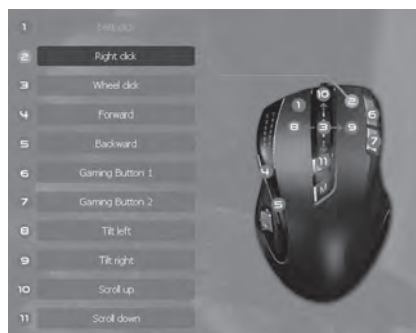 1 Left click
2 Right click
3 Wheel click
4 Forward
5 Backward
6 Gaming Button 1
7 Gaming Button 2
8 Tilt left
9 Tilt right
10 Scroll up
11 Scroll down
10
1 2
6
8 3 9
7
11
4
M
5